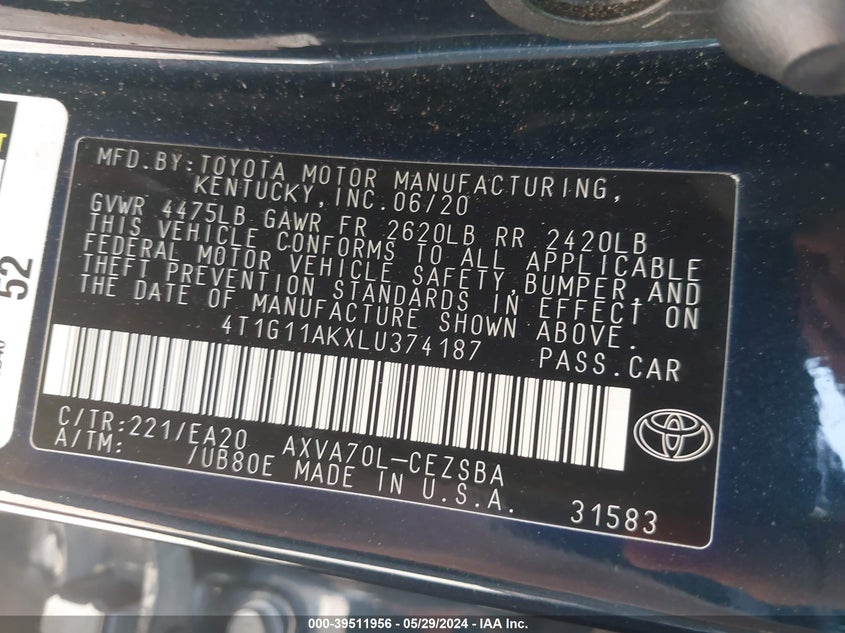 MFD.BY:TOYOTA MOTOR MANUFACTURING,
KENTUCKY,INC.06/20
GVWR 4475LB GAWR FR 2620LB RR 2420LB
THIS VEHICLE CONFORMS TO ALL APPLICABLE
FEDERAL MOTOR VEHICLE SAFETY,BUMPER,AND
THEFT PREVENTION STANDARDS IN EFFECT ON
THE DATE OF MANUFACTURE SHOWN ABOVE.
4T1G11AKXLU374187 PASS.CAR
C/TR:221/EA20 AXVA70L-CEZSBA
A/TM: /UB80E MADE IN U.S.A.
31583
52
000-39511956 - 05/29/2024 - IAA Inc.